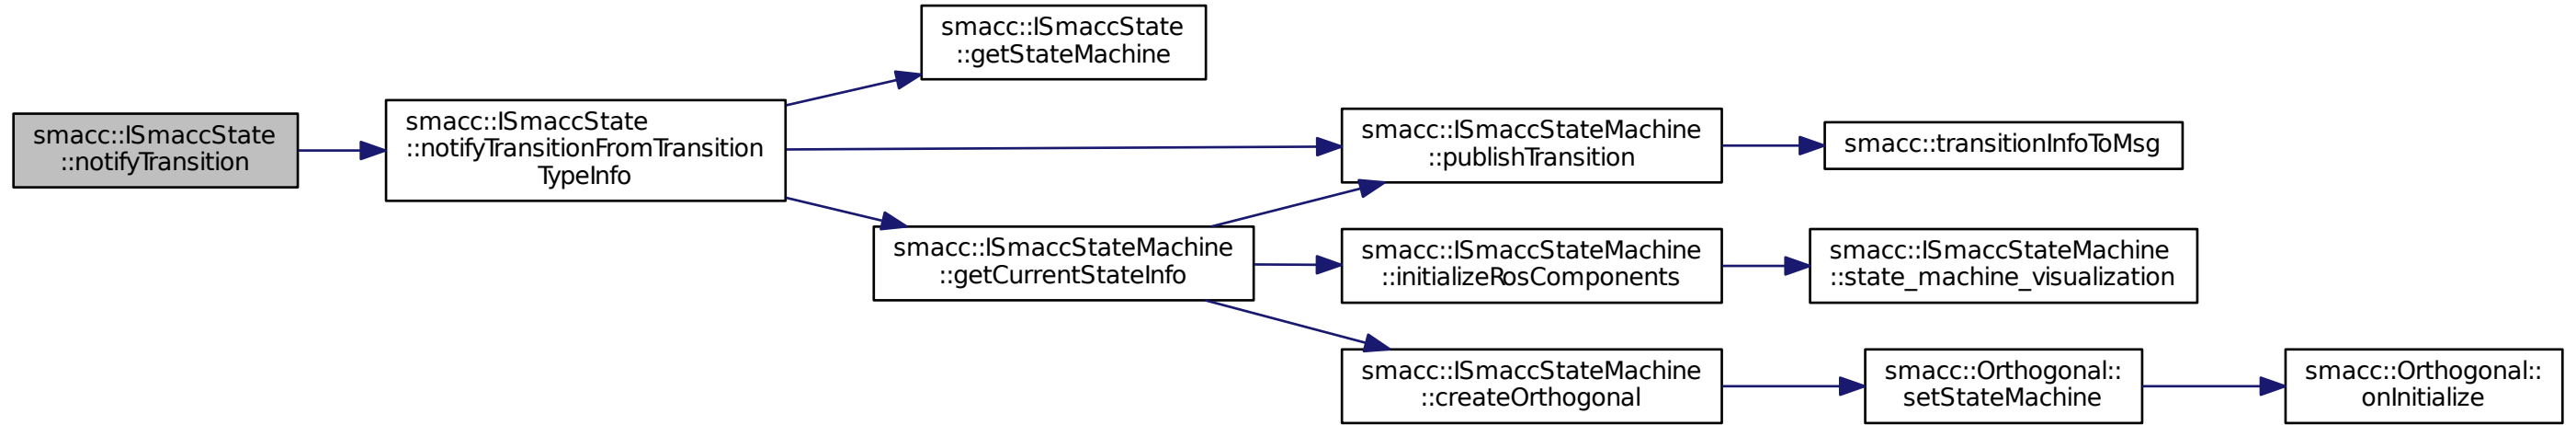 smacc::ISmaccState
::notifyTransition
smacc::ISmaccState
::notifyTransitionFromTransition
TypeInfo
smacc::ISmaccState
::getStateMachine
smacc::ISmaccStateMachine
::publishTransition
smacc::transitionInfoToMsg
smacc::ISmaccStateMachine
::getCurrentStateInfo
smacc::ISmaccStateMachine
::initializeRosComponents
smacc::ISmaccStateMachine
::state_machine_visualization
smacc::ISmaccStateMachine
::createOrthogonal
smacc::Orthogonal::
setStateMachine
smacc::Orthogonal::
onInitialize